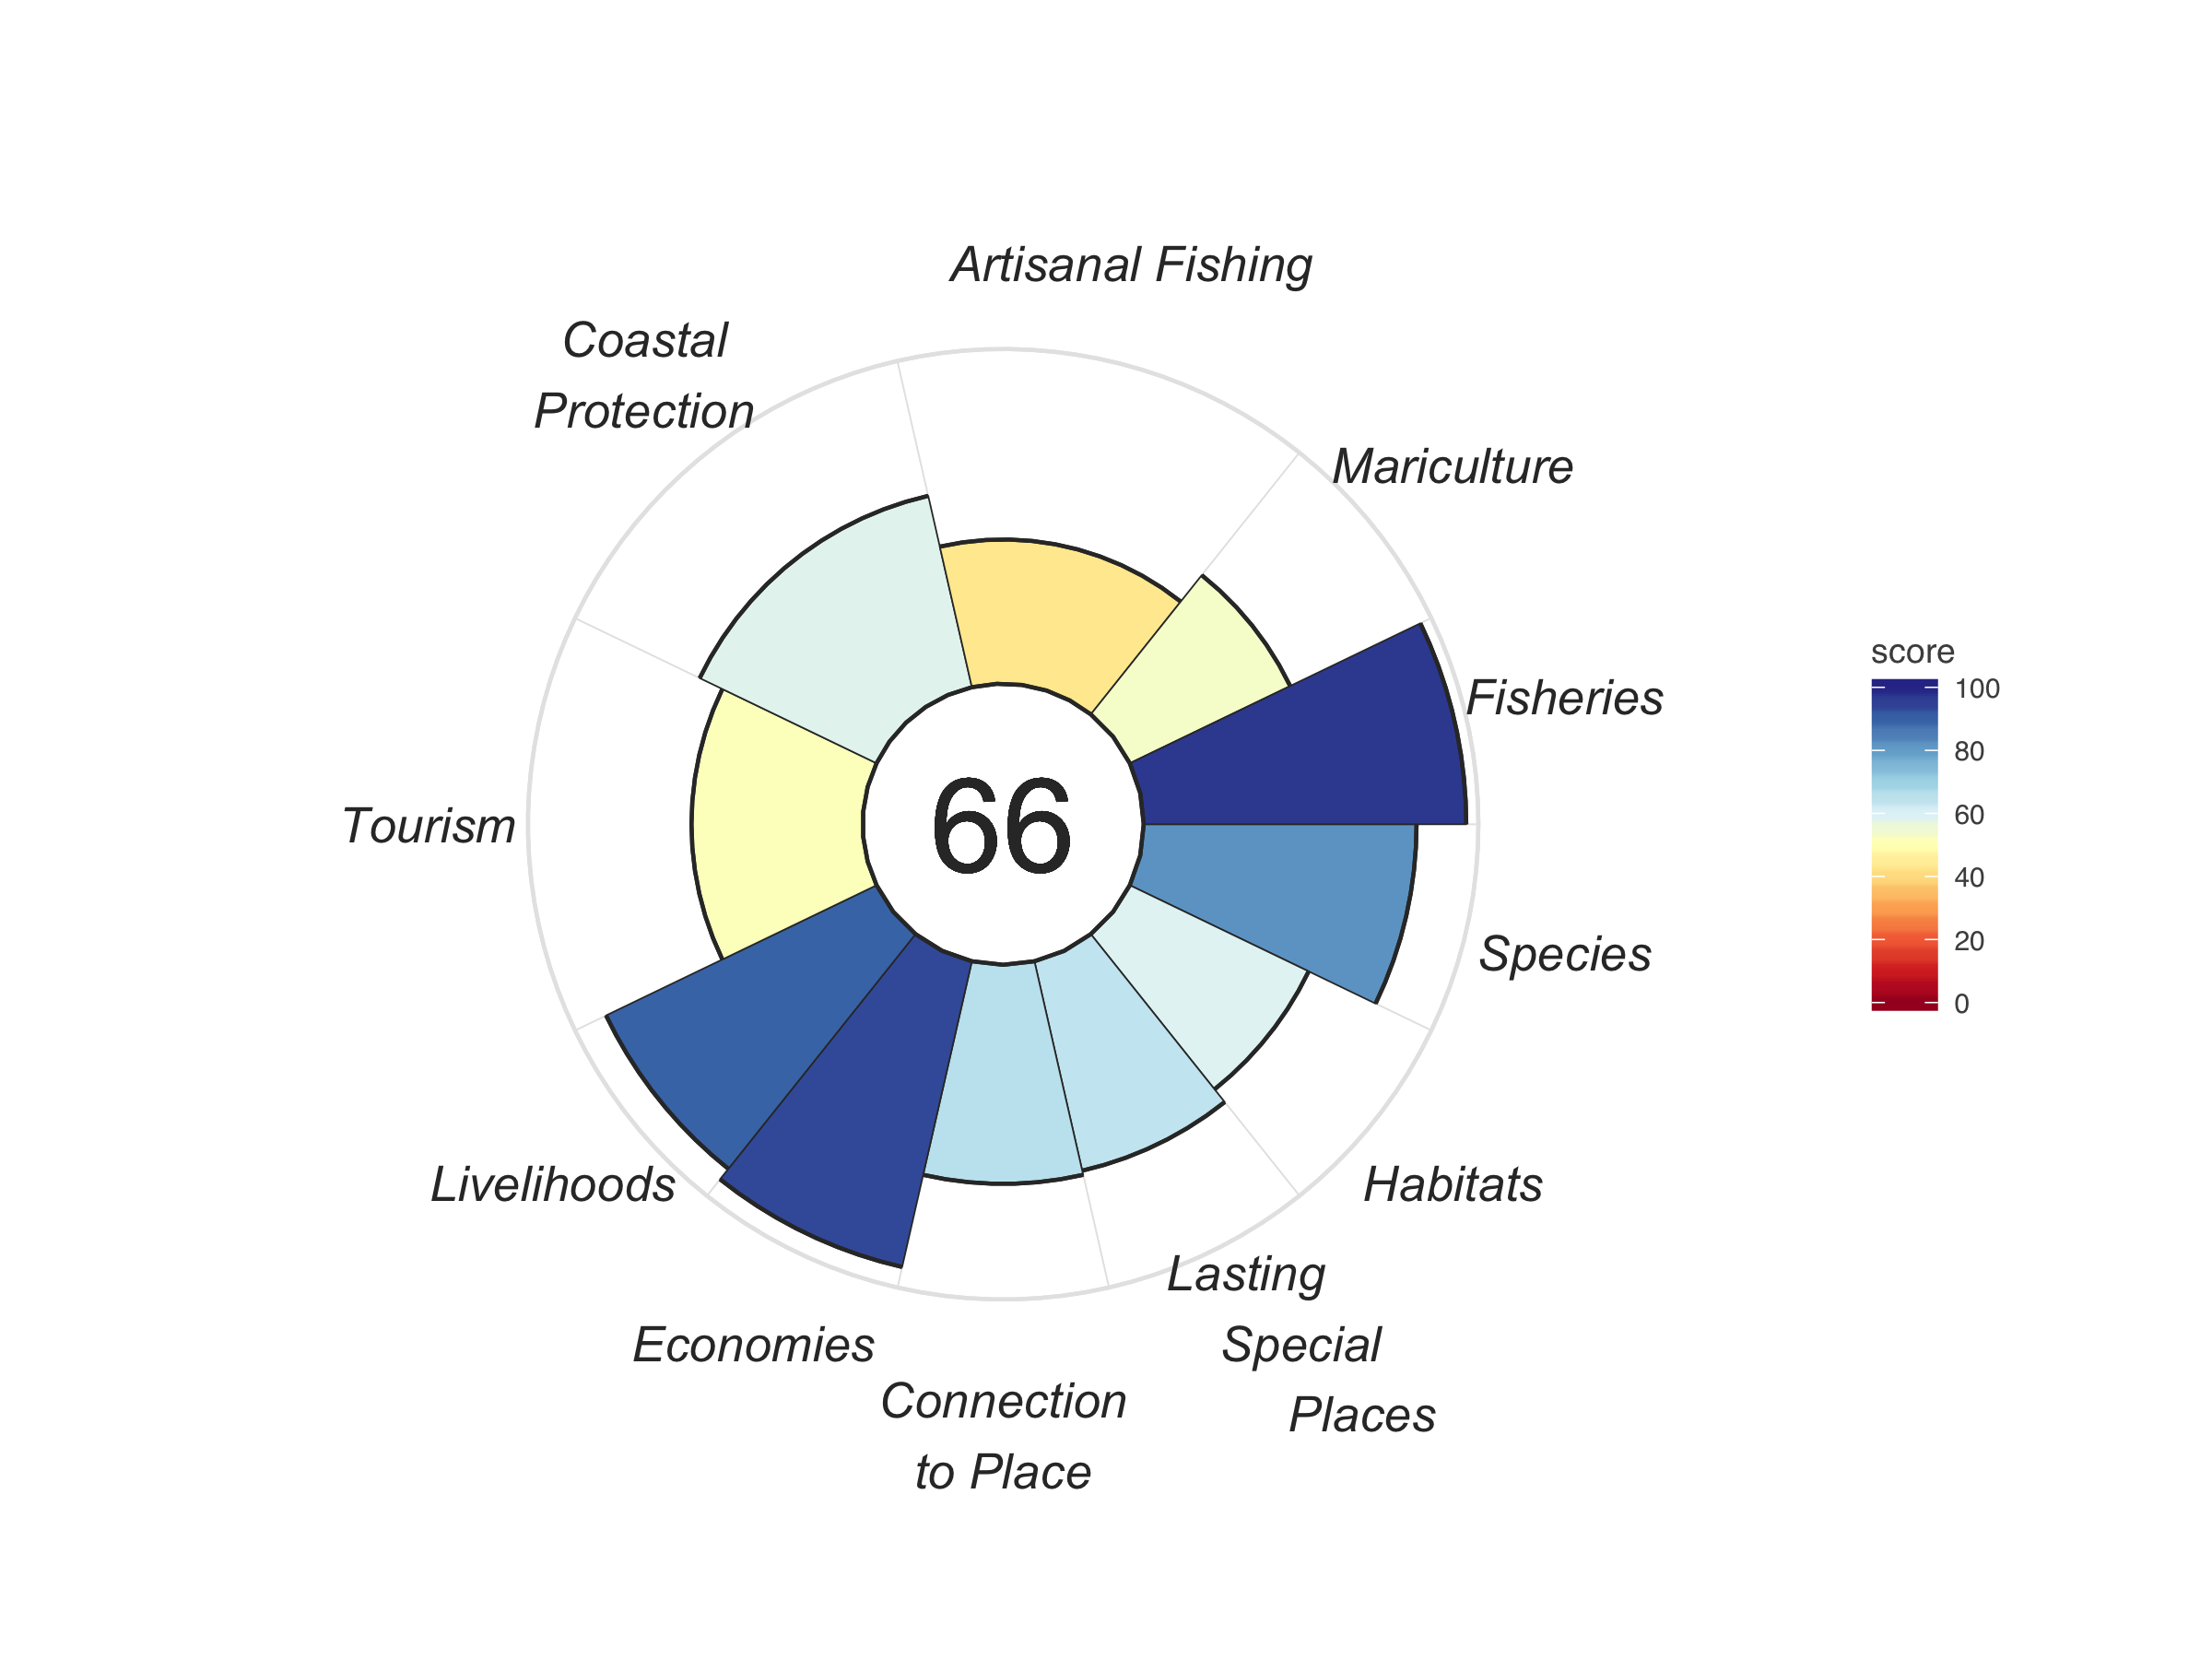 Artisanal Fishing
Coastal
Protection
Mariculture
Fisheries
score
100
80
60
40
20
0
66
Tourism
Species
Livelihoods
Habitats
Lasting
Special
Places
Economies
Connection
to Place